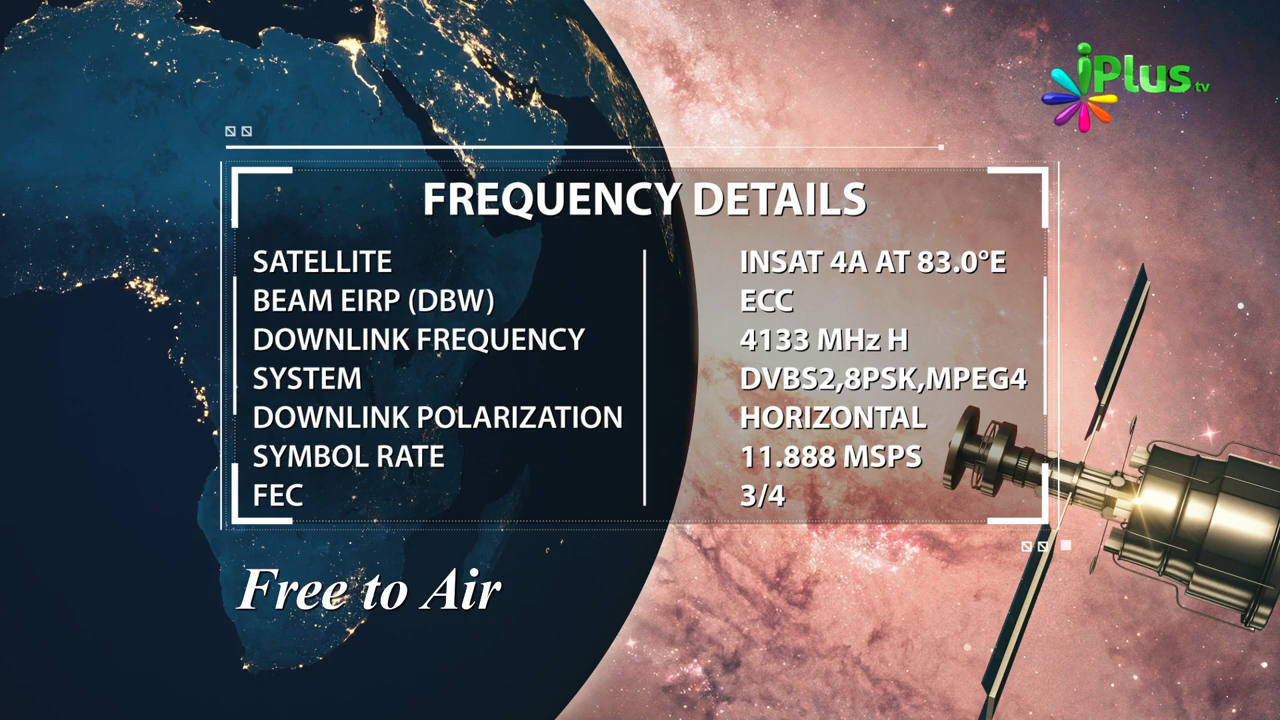 iPlus tv
FREQUENCY DETAILS
SATELLITE INSAT 4A AT 83.0°E
BEAM EIRP (DBW) ECC
DOWNLINK FREQUENCY 4133 MHz H
SYSTEM DVBS2,8PSK,MPEG4
DOWNLINK POLARIZATION HORIZONTAL
SYMBOL RATE 11.888 MSPS
FEC 3/4
Free to Air